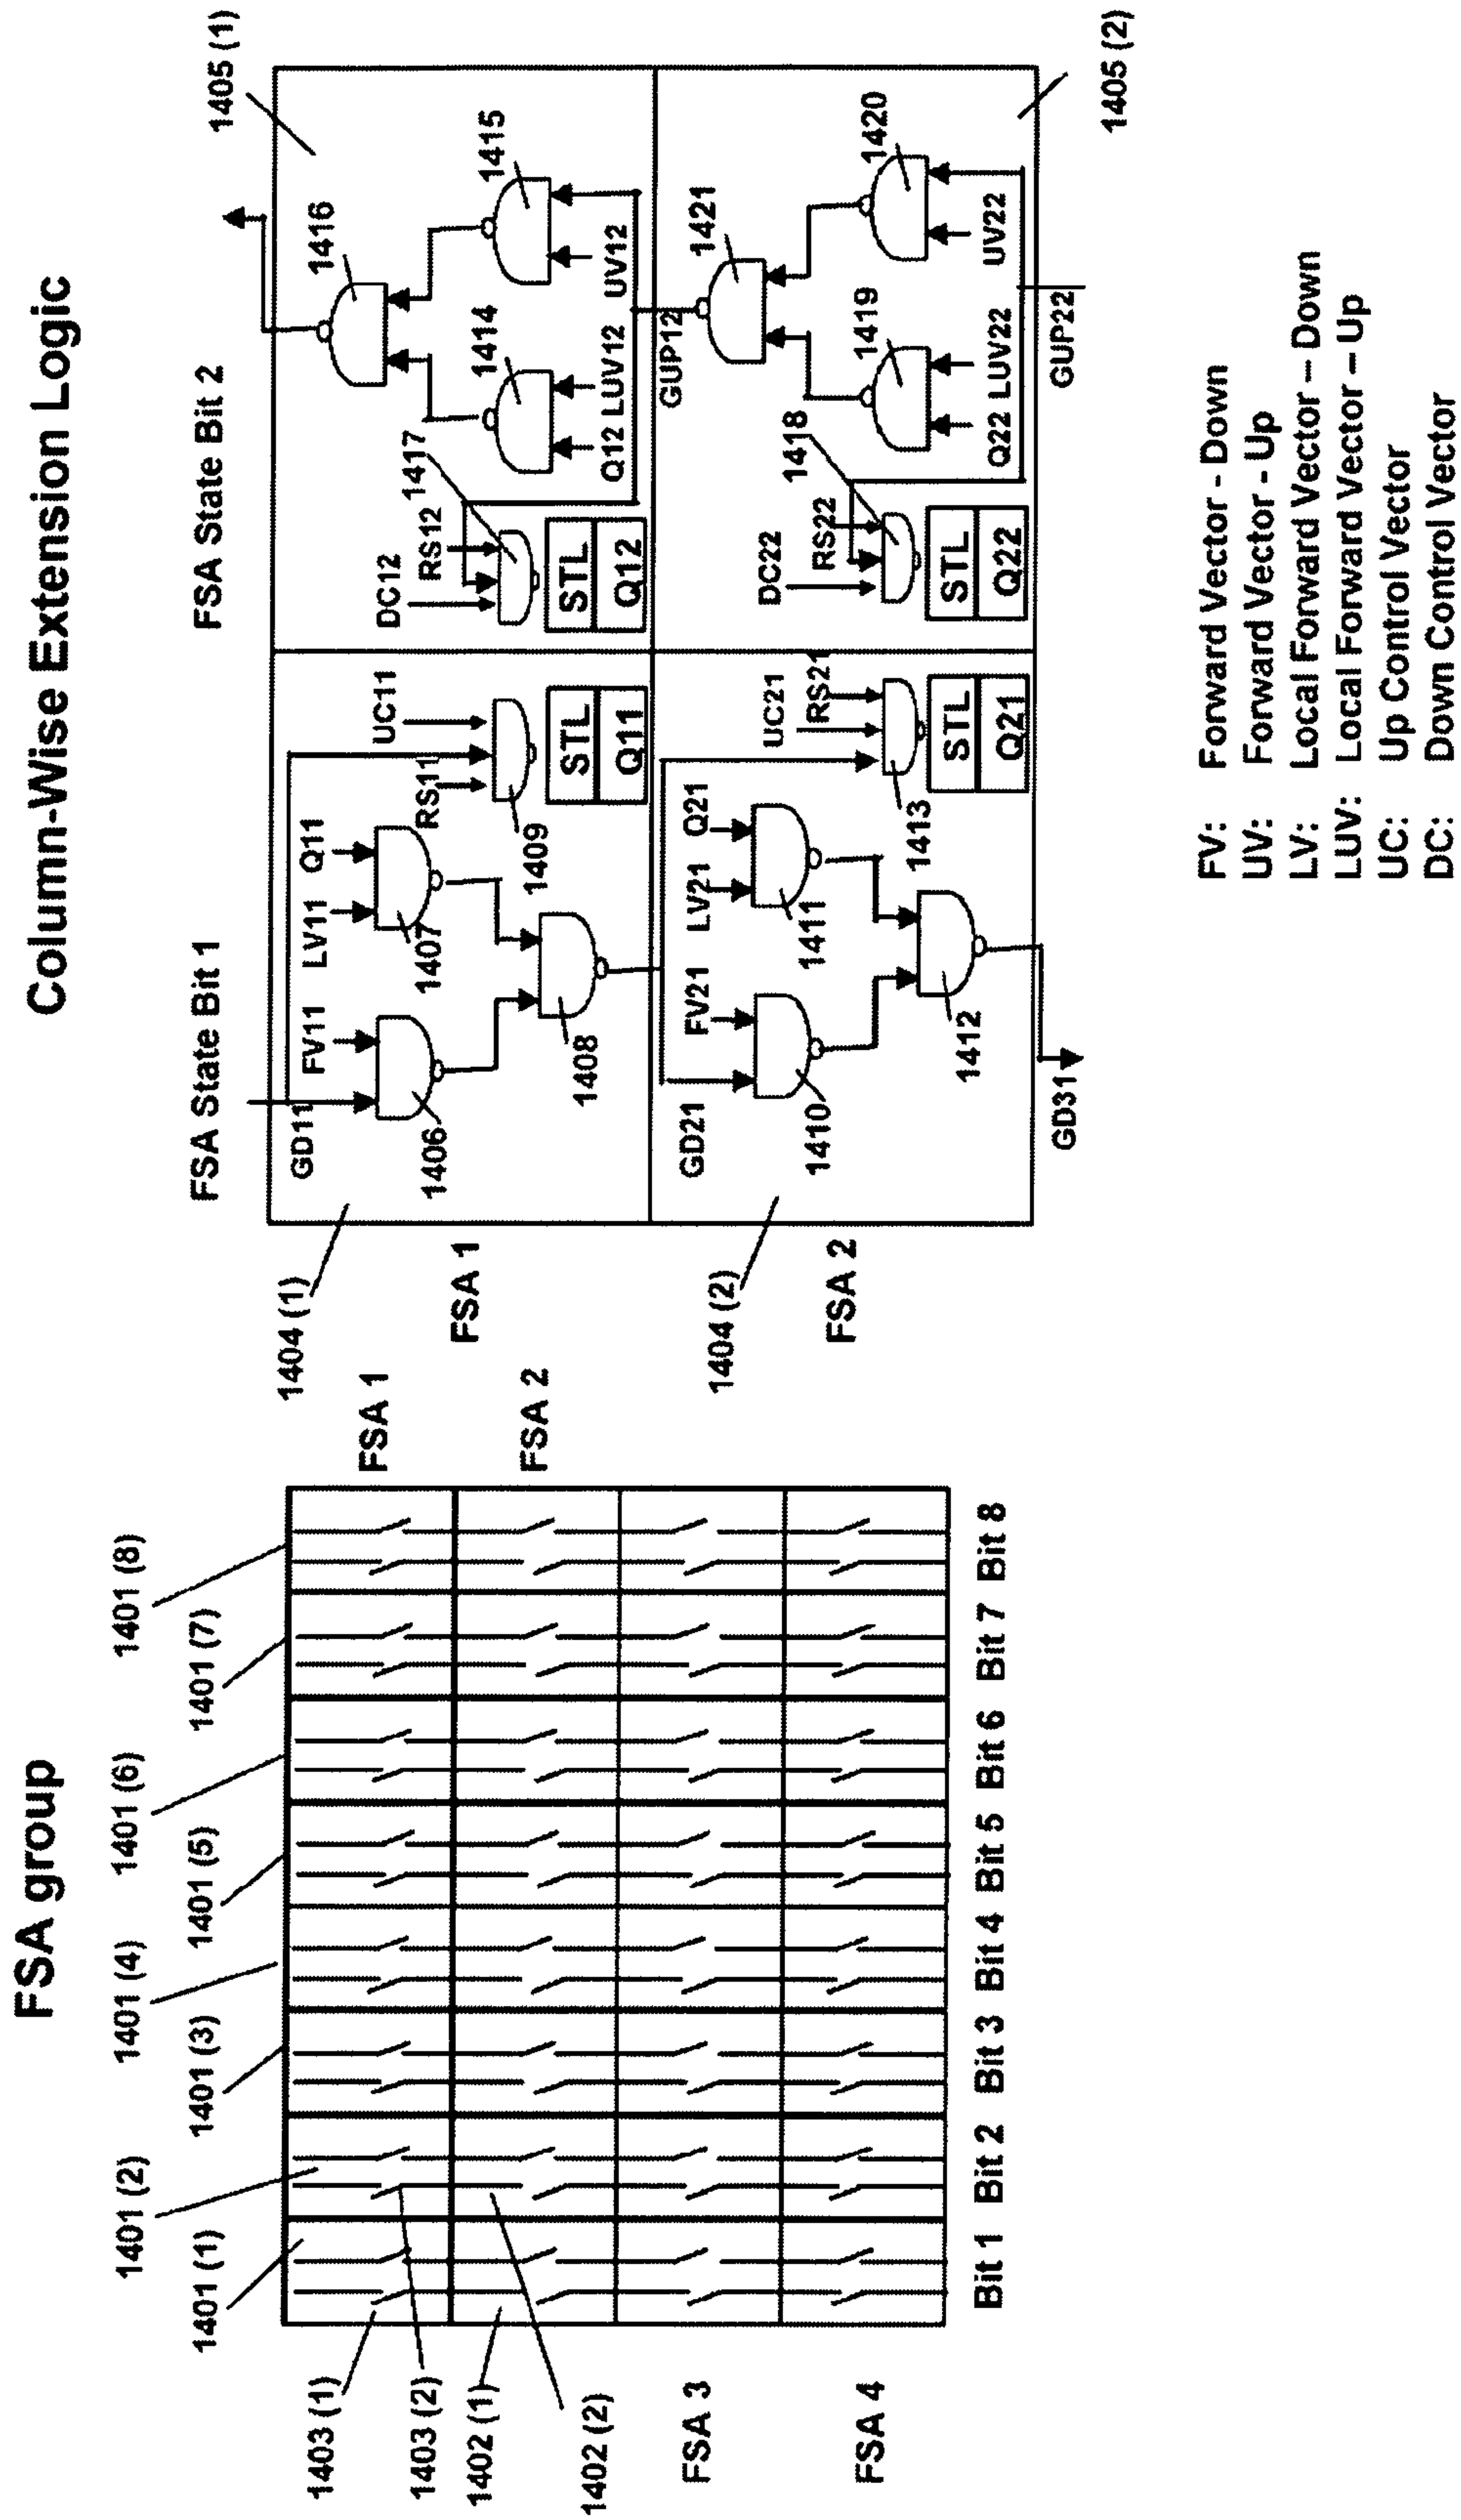 FSA group
1401 (1)
1401 (2)
1401 (3)
1401 (4)
1401 (5)
1401 (6)
1401 (7)
1401 (8)
1403 (1)
1403 (2)
1402 (1)
1402 (2)
FSA 1
FSA 2
FSA 3
FSA 4
Bit 1 Bit 2 Bit 3 Bit 4 Bit 5 Bit 6 Bit 7 Bit 8
Column-Wise Extension Logic
FSA State Bit 1
FSA State Bit 2
1404 (1)
1405 (1)
FSA 1
GD11
FV11
LV11
Q11
RS11
UC11
1406
1407
1408
1409
STL
Q11
DC12
RS12
1417
1414
1415
1416
STL
Q12
Q12 LUV12
UV12
GUP12
1404 (2)
FSA 2
GD21
FV21
LV21
Q21
UC21
RS21
1410
1411
1412
1413
STL
Q21
DC22
RS22
1418
1419
1420
1421
STL
Q22
Q22 LUV22
UV22
GD31
GUP22
1405 (2)
FV: Forward Vector - Down
UV: Forward Vector - Up
LV: Local Forward Vector – Down
LUV: Local Forward Vector – Up
UC: Up Control Vector
DC: Down Control Vector